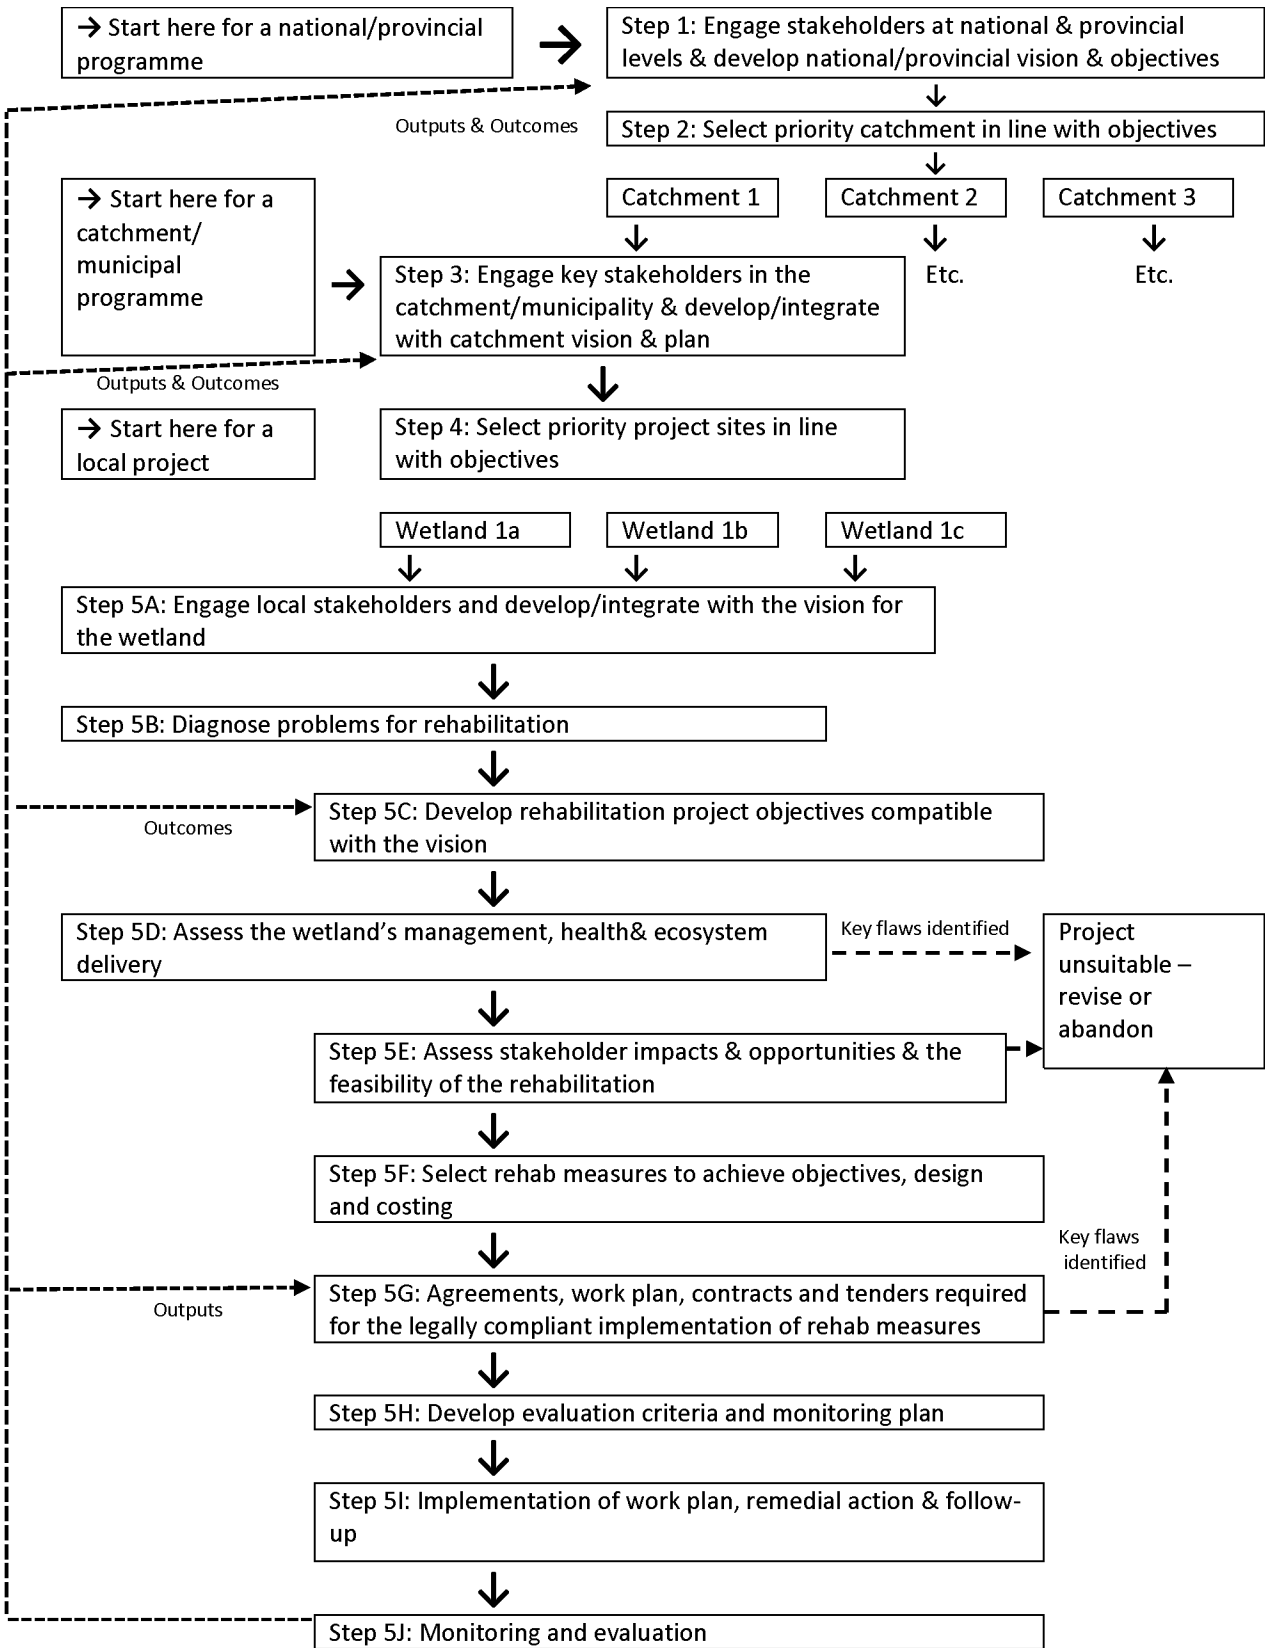 → Start here for a national/provincial
programme
Step 1: Engage stakeholders at national & provincial
levels & develop national/provincial vision & objectives
Outputs & Outcomes
Step 2: Select priority catchment in line with objectives
→ Start here for a
catchment/
municipal
programme
Catchment 1
Catchment 2
Catchment 3
Step 3: Engage key stakeholders in the
catchment/municipality & develop/integrate
with catchment vision & plan
Etc.
Etc.
Outputs & Outcomes
→ Start here for a
local project
Step 4: Select priority project sites in line
with objectives
Wetland 1a
Wetland 1b
Wetland 1c
Step 5A: Engage local stakeholders and develop/integrate with the vision for
the wetland
Step 5B: Diagnose problems for rehabilitation
Outcomes
Step 5C: Develop rehabilitation project objectives compatible
with the vision
Step 5D: Assess the wetland’s management, health& ecosystem
delivery
Key flaws identified
Project
unsuitable –
revise or
abandon
Step 5E: Assess stakeholder impacts & opportunities & the
feasibility of the rehabilitation
Step 5F: Select rehab measures to achieve objectives, design
and costing
Key flaws
identified
Outputs
Step 5G: Agreements, work plan, contracts and tenders required
for the legally compliant implementation of rehab measures
Step 5H: Develop evaluation criteria and monitoring plan
Step 5I: Implementation of work plan, remedial action & follow-
up
Step 5J: Monitoring and evaluation